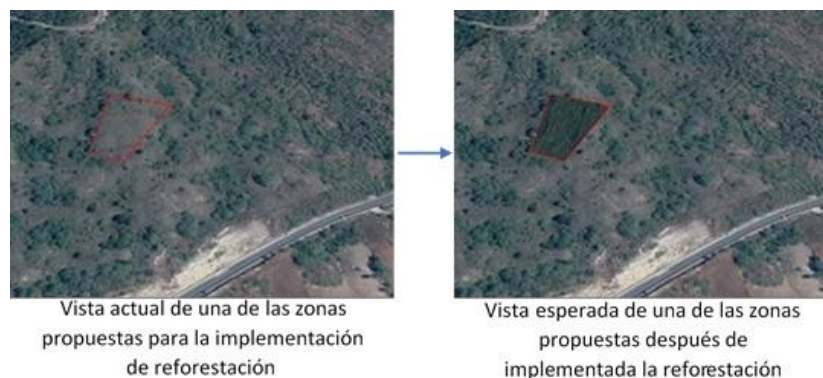 Vista actual de una de las zonas
propuestas para la implementación
de reforestación
Vista esperada de una de las zonas
propuestas después de
implementada la reforestación